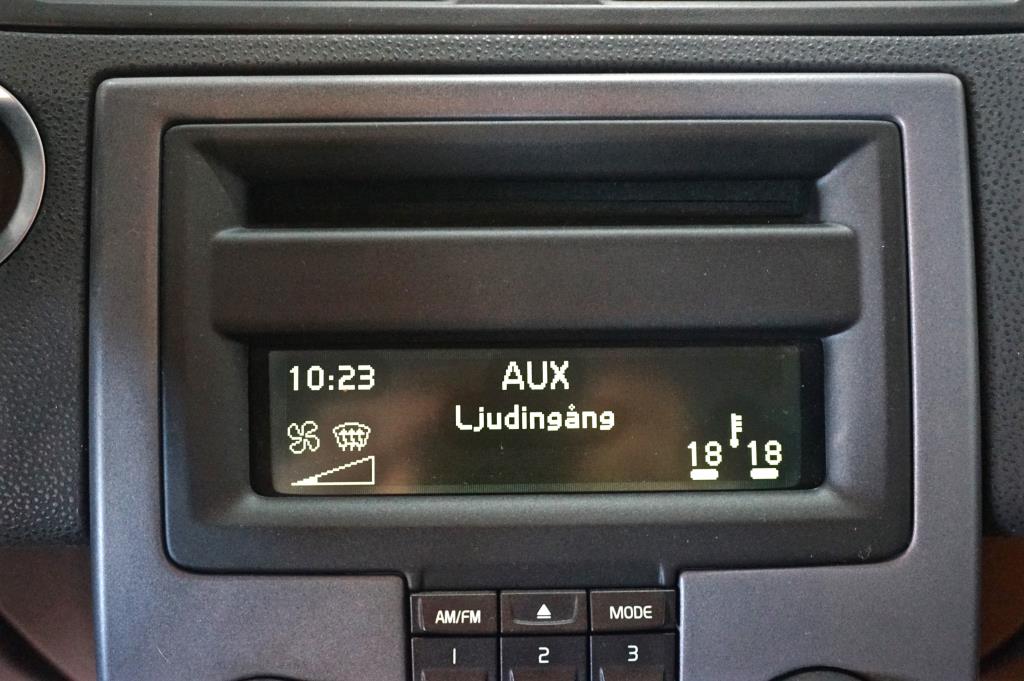 10:23
AUX
Ljudingång
18 18
AM/FM
MODE
1 2 3